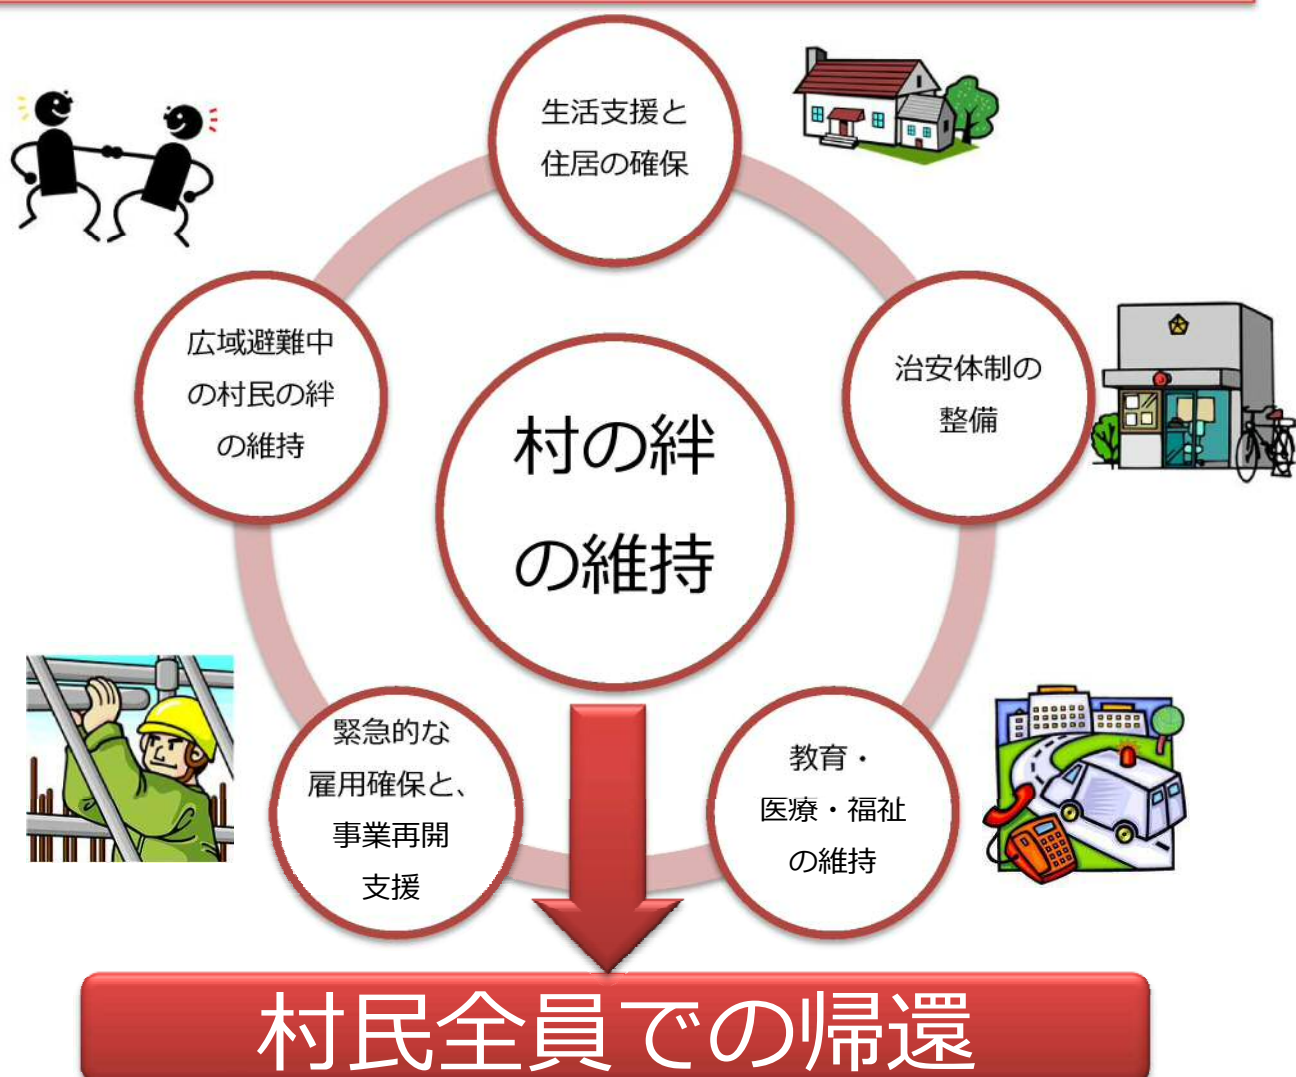 生活支援と
住居の確保
広域避難中
の村民の絆
の維持
治安体制の
整備
村の絆
の維持
緊急的な
雇用確保と、
事業再開
支援
教育・
医療・福祉
の維持
村民全員での帰還